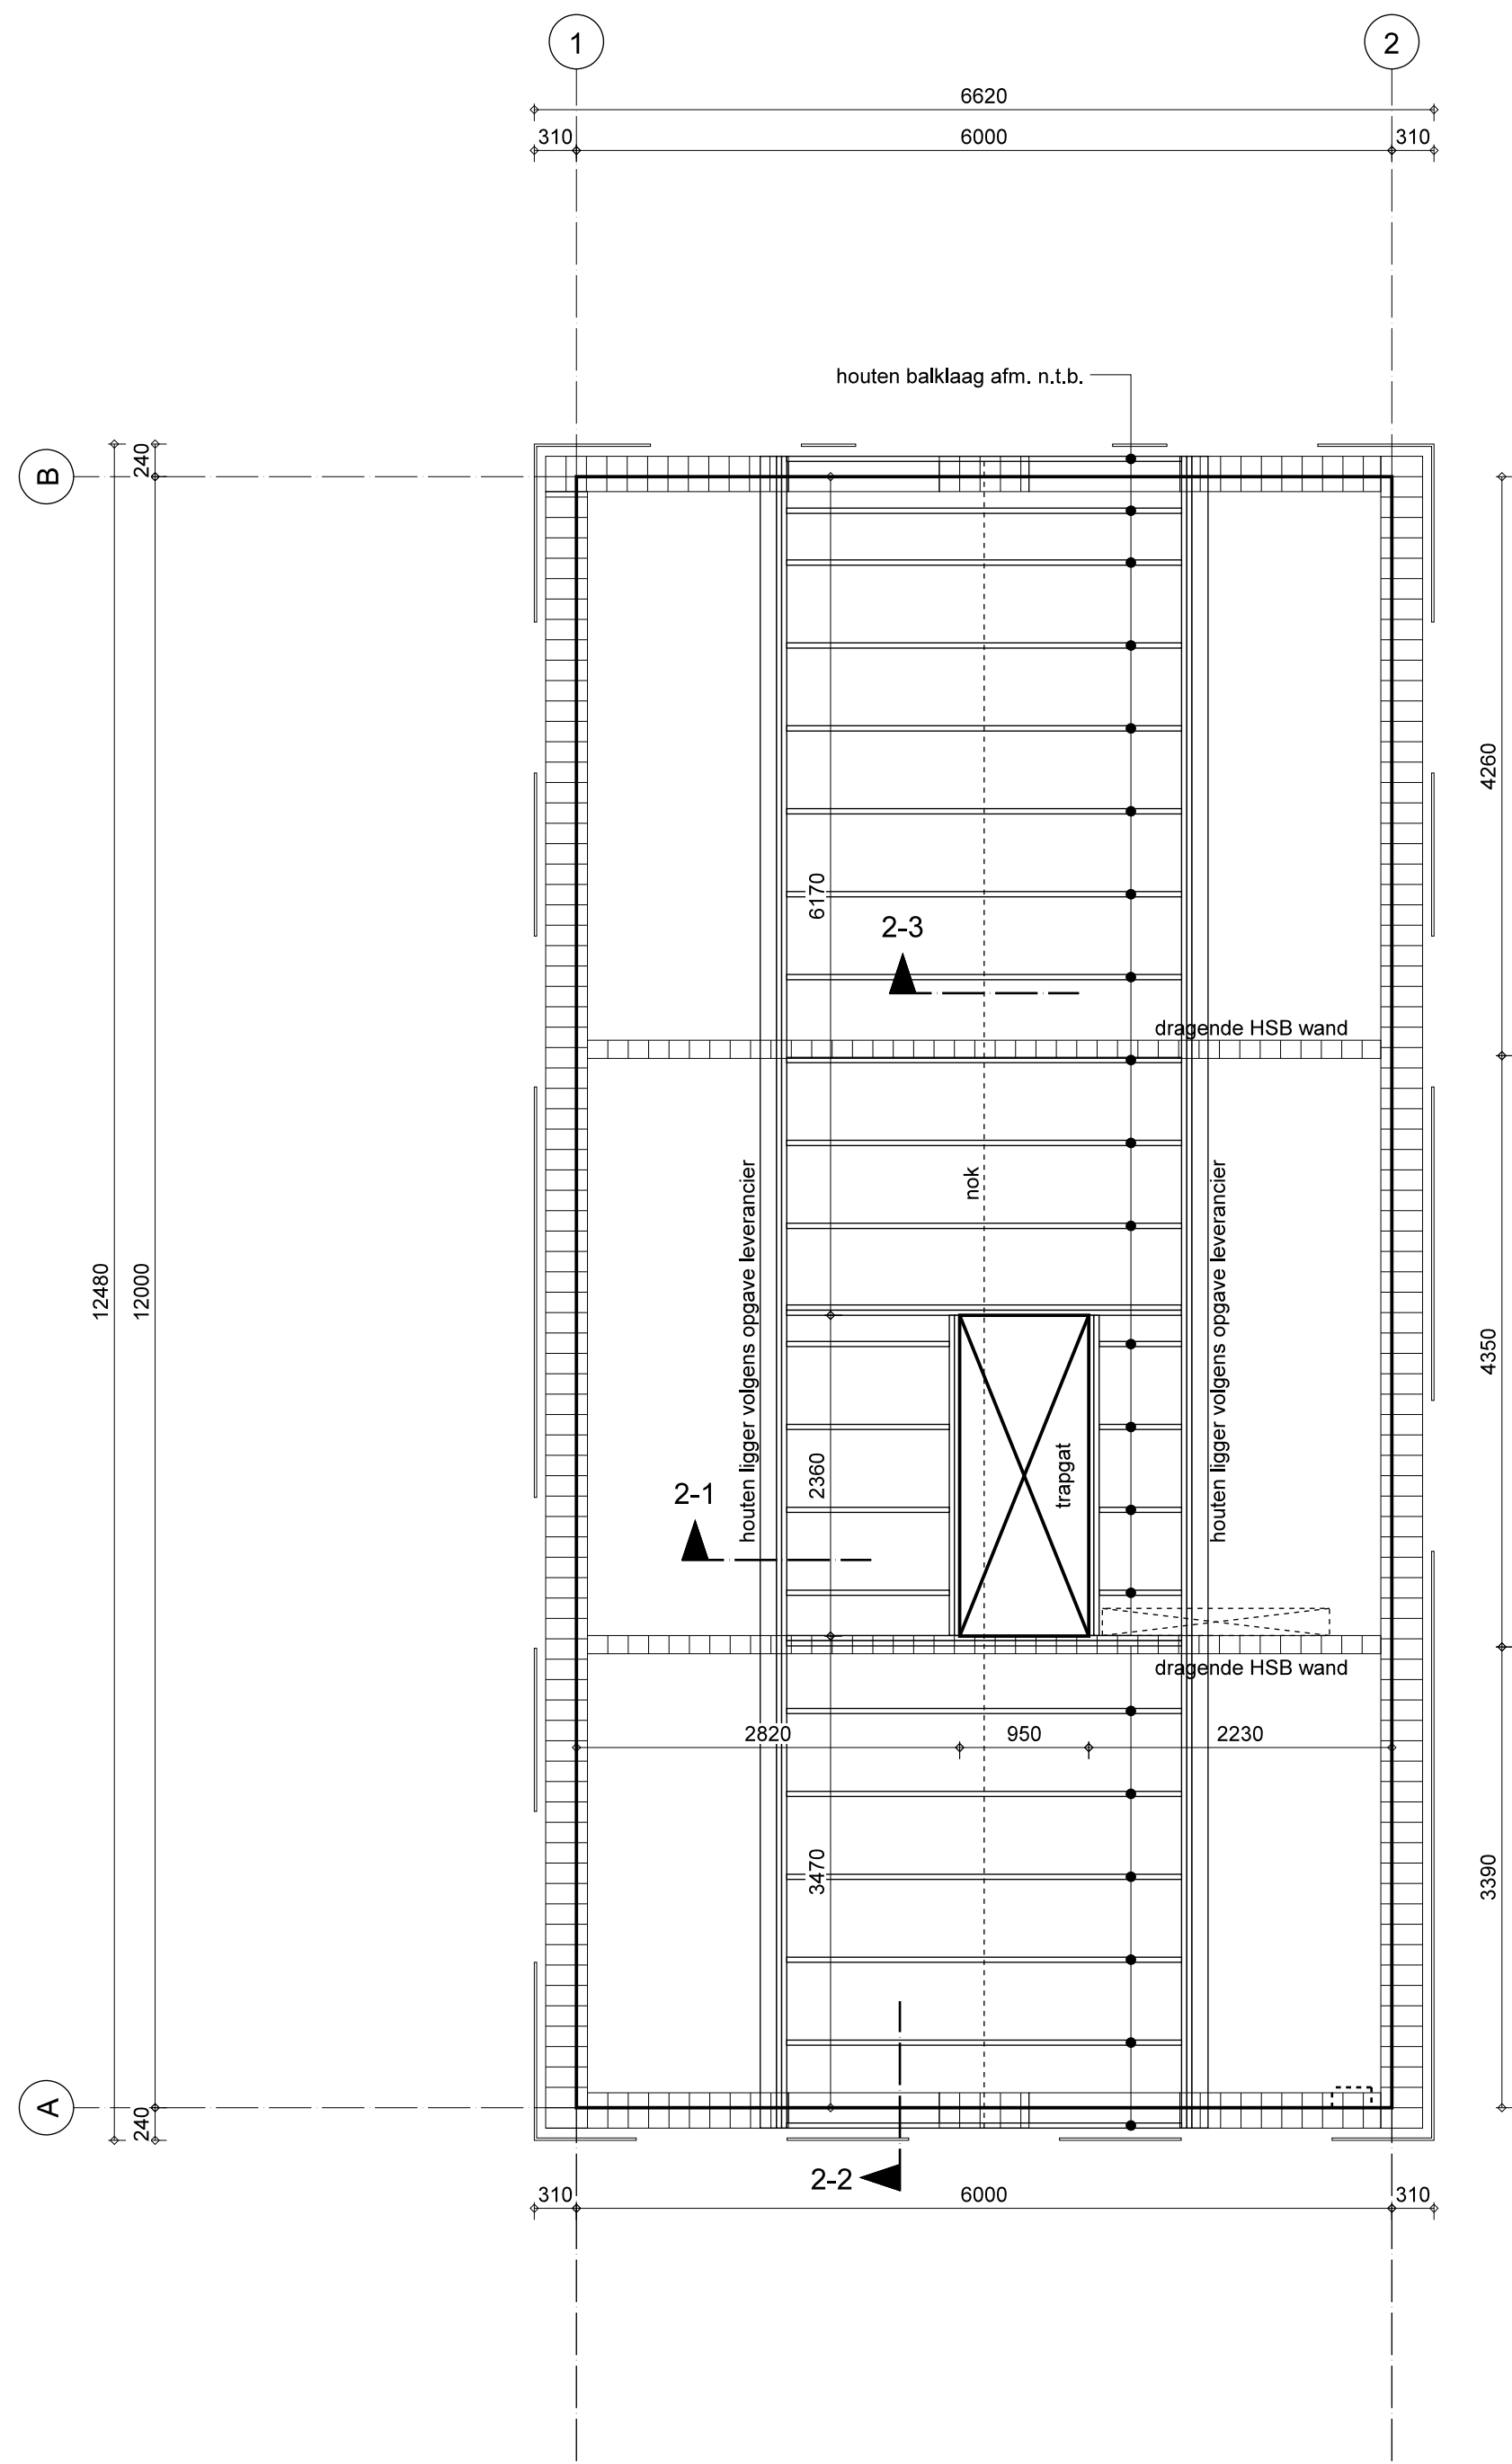 1
2
6620
310
6000
310
houten balklaag afm. n.t.b.
B
240
12480
12000
6170
4260
2-3
dragende HSB wand
houten ligger volgens opgave leverancier
nok
houten ligger volgens opgave leverancier
4350
2360
trapgat
2-1
dragende HSB wand
2820
950
2230
3470
3390
A
240
2-2
310
6000
310